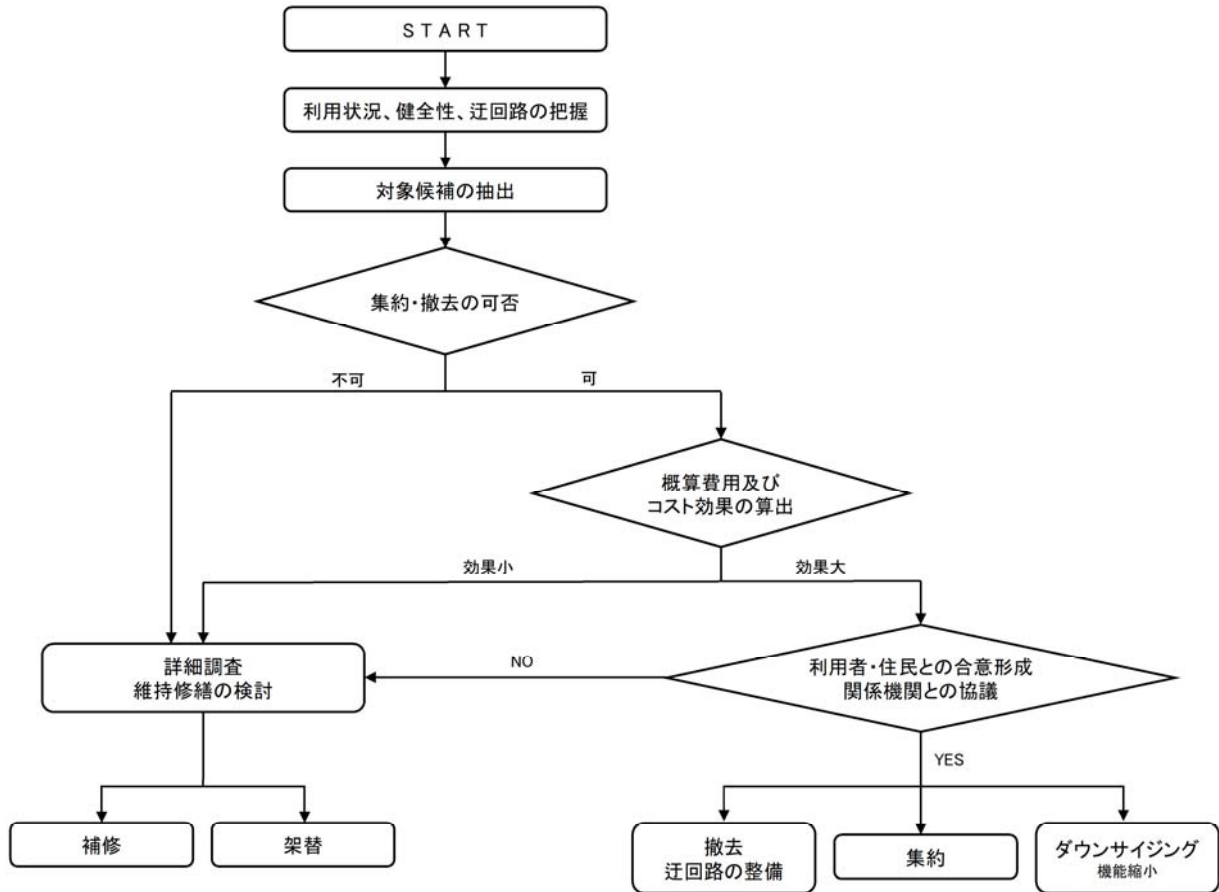 START
利用状況、健全性、迂回路の把握
対象候補の抽出
集約・撤去の可否
不可
可
概算費用及び
コスト効果の算出
効果小
効果大
詳細調査
維持修繕の検討
NO
利用者・住民との合意形成
関係機関との協議
YES
補修
架替
撤去
迂回路の整備
集約
ダウンサイジング
機能縮小